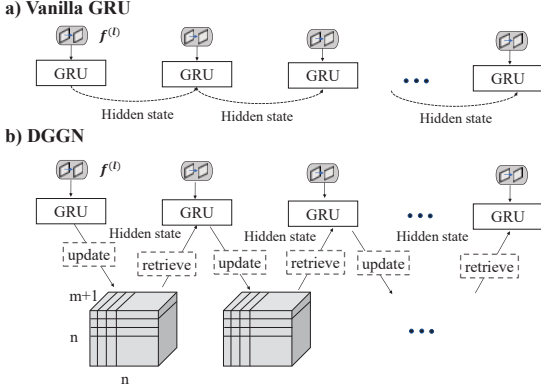 a) Vanilla GRU
f^(l)
GRU GRU GRU ... GRU
Hidden state Hidden state Hidden state
b) DGGN
f^(l)
GRU GRU GRU ... GRU
Hidden state Hidden state Hidden state
update retrieve update retrieve update retrieve
m+1
n ...
n